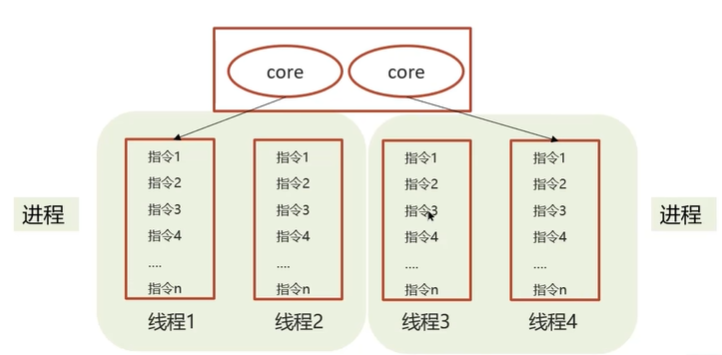 core core
进程
指令1 指令1 指令1 指令1
指令2 指令2 指令2 指令2
指令3 指令3 指令3 指令3
指令4 指令4 指令4 指令4
.... .... .... ....
指令n 指令n 指令n 指令n
线程1 线程2 线程3 线程4
进程